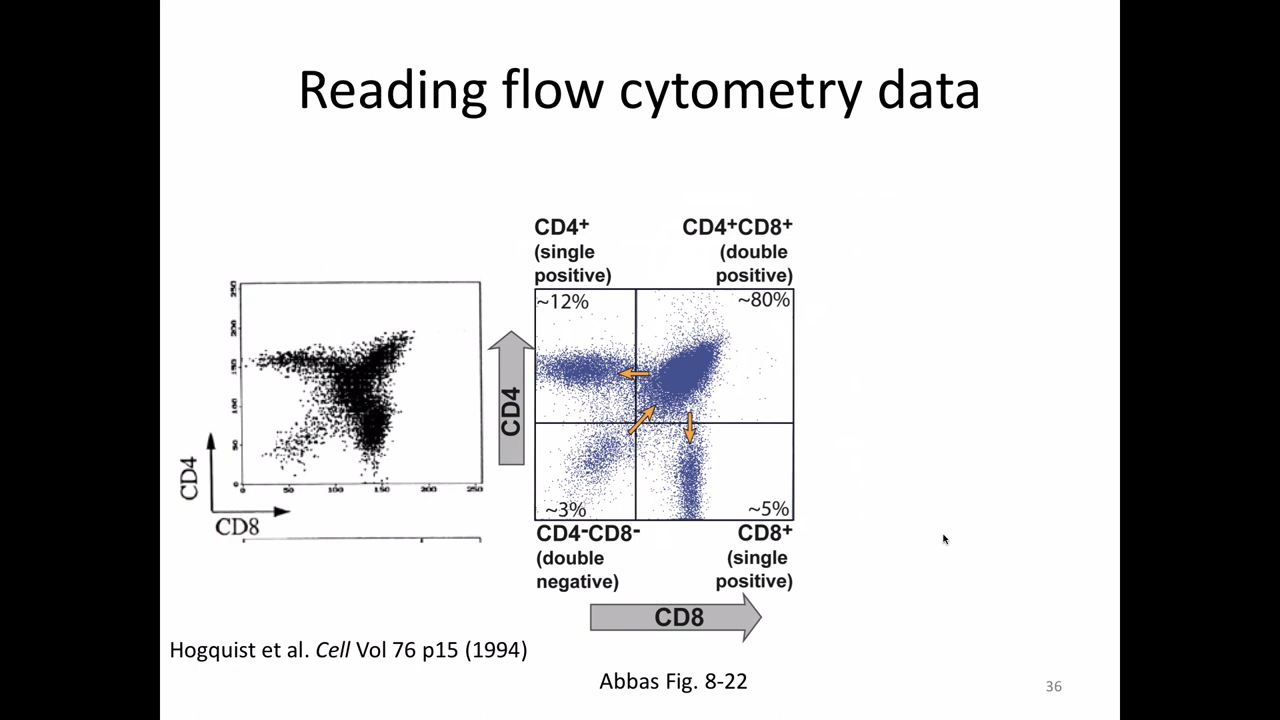 Reading flow cytometry data
250
200
150
100
50
0
0 50 100 150 200 250
CD4
CD8
CD4+
(single
positive)
CD4+CD8+
(double
positive)
~12%
~80%
CD4
~3%
~5%
CD4-CD8-
(double
negative)
CD8+
(single
positive)
CD8
Hogquist et al. Cell Vol 76 p15 (1994)
Abbas Fig. 8-22
36